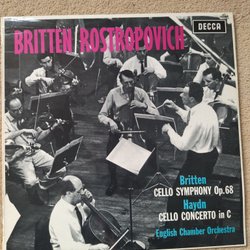 DECCA
BRITTEN/ROSTROPOVICH
Britten
CELLO SYMPHONY Op. 68
Haydn
CELLO CONCERTO in C
English Chamber Orchestra